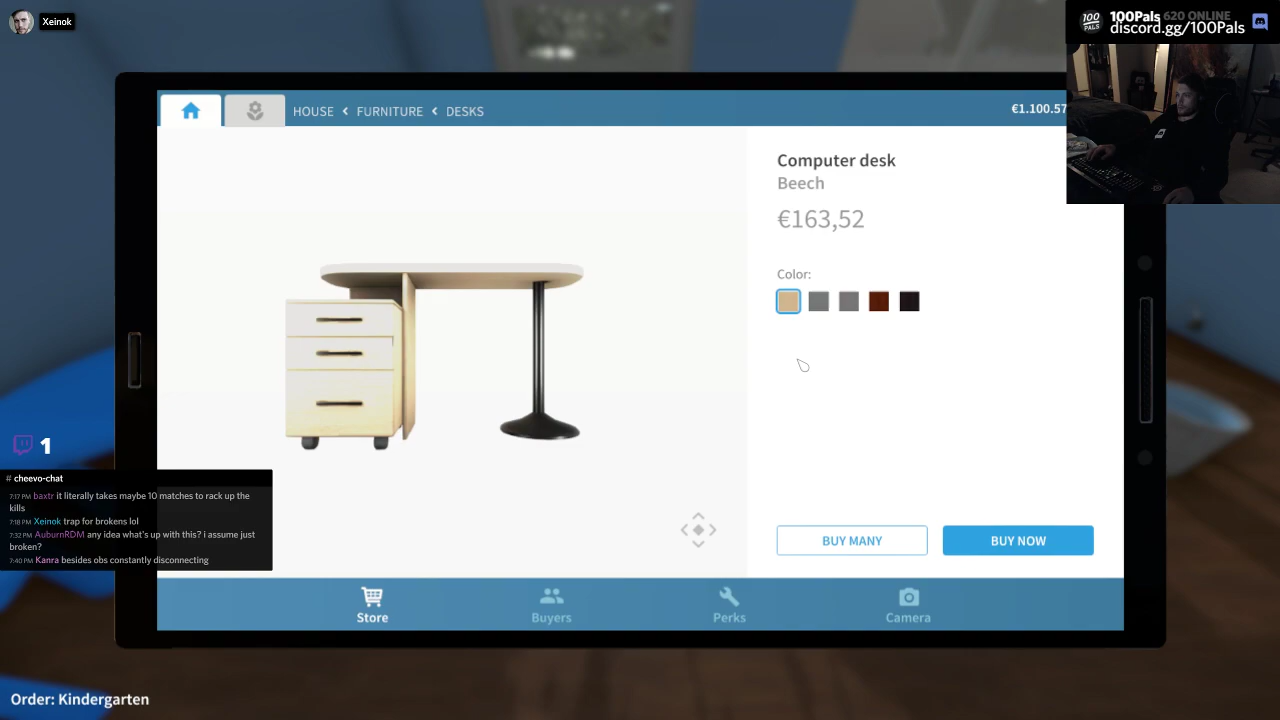 Xeinok
100Pals 620 ONLINE
discord.gg/100Pals
100
PALS
HOUSE < FURNITURE < DESKS
€1.100.57
Computer desk
Beech
€163,52
Color:
BUY MANY
BUY NOW
1
# cheevo-chat
7:17 PM baxtr it literally takes maybe 10 matches to rack up the
kills
7:18 PM Xeinok trap for brokens lol
7:32 PM AuburnRDM any idea what's up with this? i assume just
broken?
7:40 PM Kanra besides obs constantly disconnecting
Store
Buyers
Perks
Camera
Order: Kindergarten